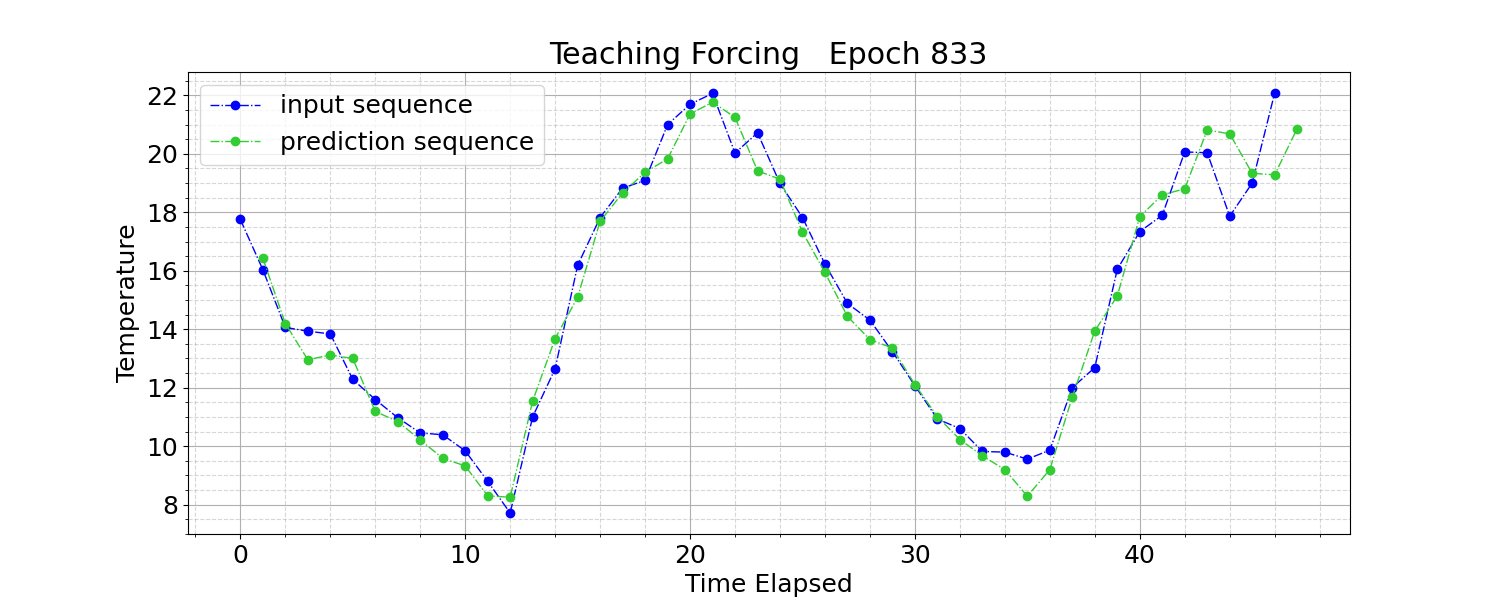 Teaching Forcing   Epoch 833
input sequence
prediction sequence
22
20
18
16
14
12
10
8
Temperature
0 10 20 30 40
Time Elapsed